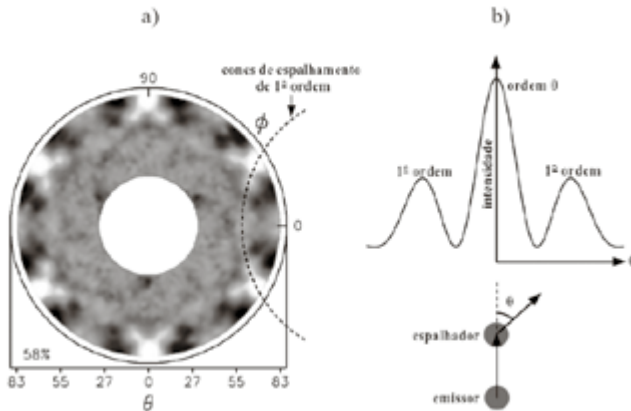 a)
b)
cones de espalhamento
de 1ª ordem
90
ϕ
0
58%
83 55 27 0 27 55 83
θ
ordem 0
1ª ordem
1ª ordem
intensidade
θ
espalhador
emissor